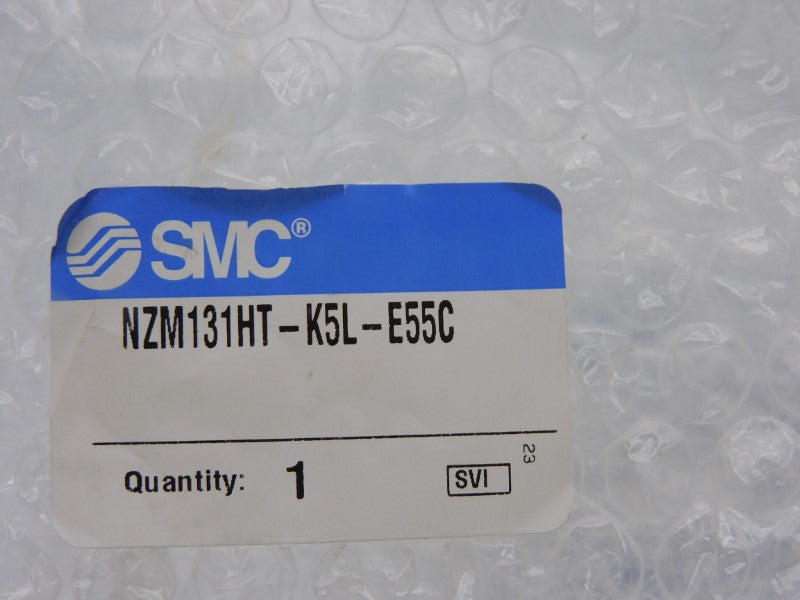 SMC®
NZM131HT-K5L-E55C
23
Quantity: 1 SVI